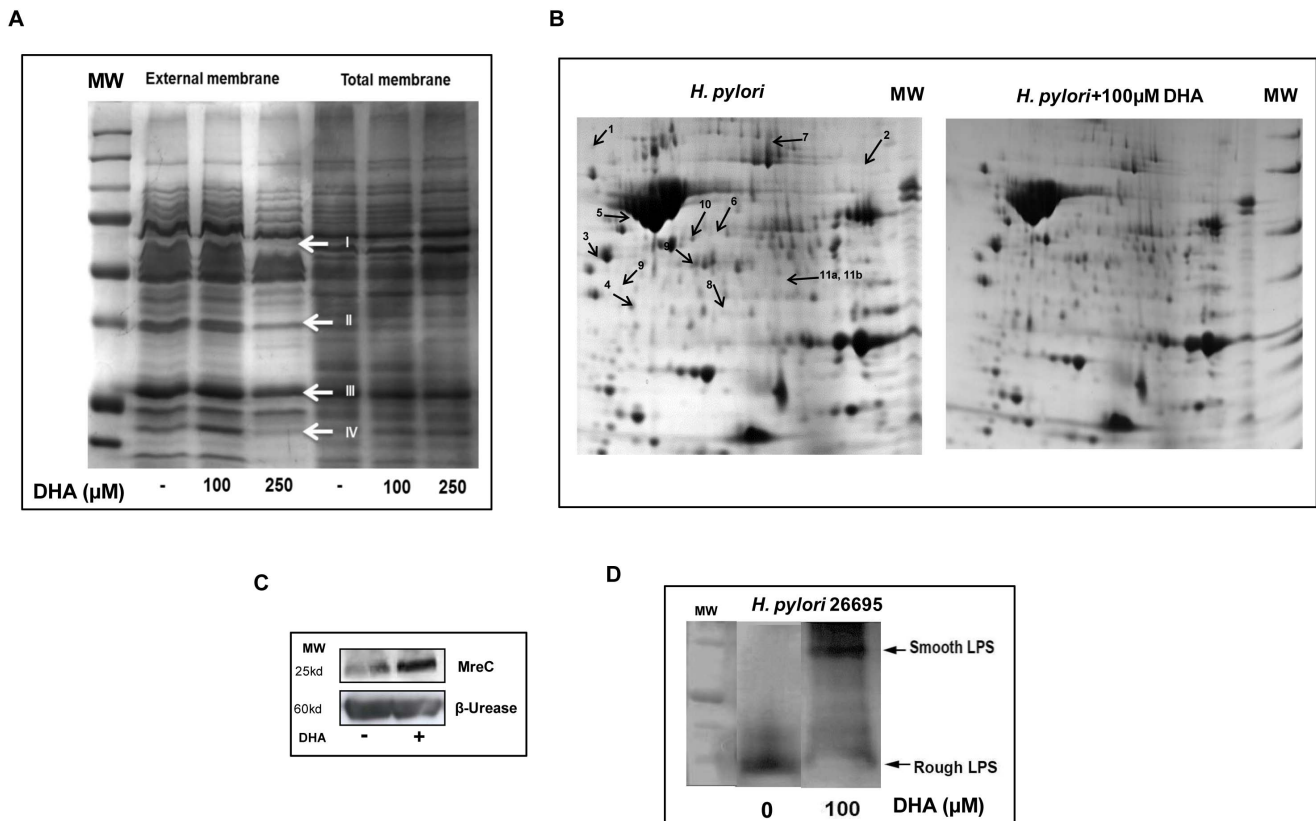 A
MW External membrane Total membrane
I
II
III
IV
DHA (µM) - 100 250 - 100 250
B
H. pylori MW H. pylori+100µM DHA MW
1
7
2
5
10
6
3
9
9
11a, 11b
4
8
C
MW
25kd MreC
60kd β-Urease
DHA - +
D
MW H. pylori 26695
Smooth LPS
Rough LPS
0 100 DHA (µM)